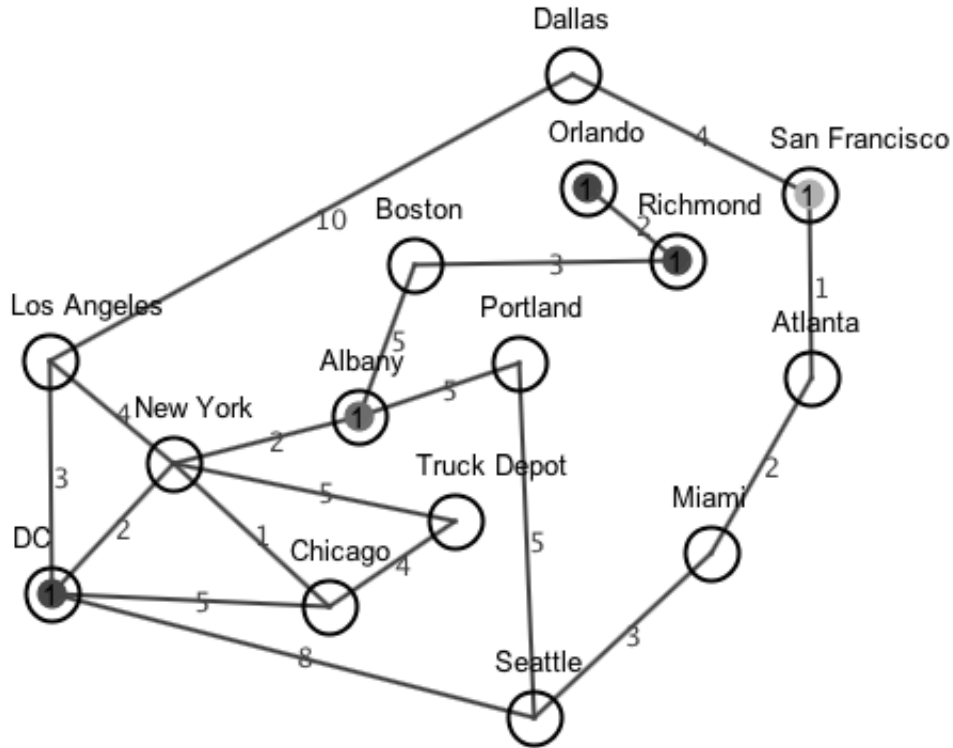 Dallas
Orlando
4
San Francisco
1
1
Richmond
Boston
10
2
1
3
Los Angeles
Portland
1
Atlanta
Albany
5
5
New York
4
1
2
Truck Depot
2
3
5
Miami
DC
2
1
Chicago
5
4
1
5
3
8
Seattle